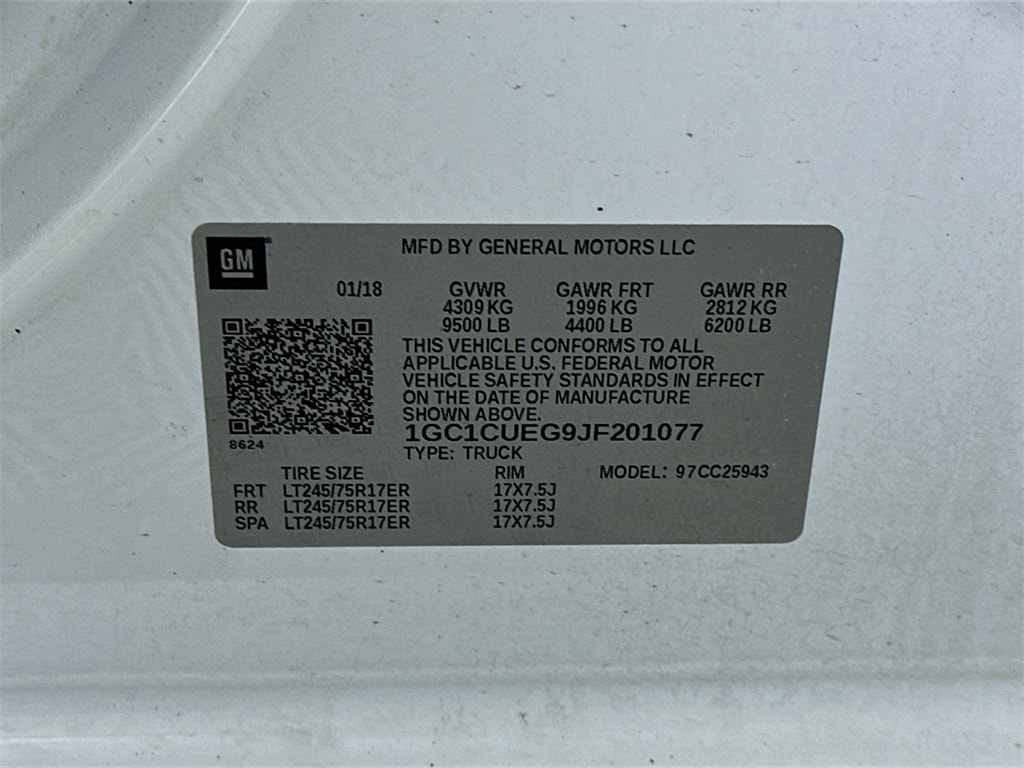 GM
MFD BY GENERAL MOTORS LLC
01/18 GVWR GAWR FRT GAWR RR
4309 KG 1996 KG 2812 KG
9500 LB 4400 LB 6200 LB
THIS VEHICLE CONFORMS TO ALL
APPLICABLE U.S. FEDERAL MOTOR
VEHICLE SAFETY STANDARDS IN EFFECT
ON THE DATE OF MANUFACTURE
SHOWN ABOVE.
8624
1GC1CUEG9JF201077
TYPE: TRUCK
TIRE SIZE RIM MODEL: 97CC25943
FRT LT245/75R17ER 17X7.5J
RR LT245/75R17ER 17X7.5J
SPA LT245/75R17ER 17X7.5J